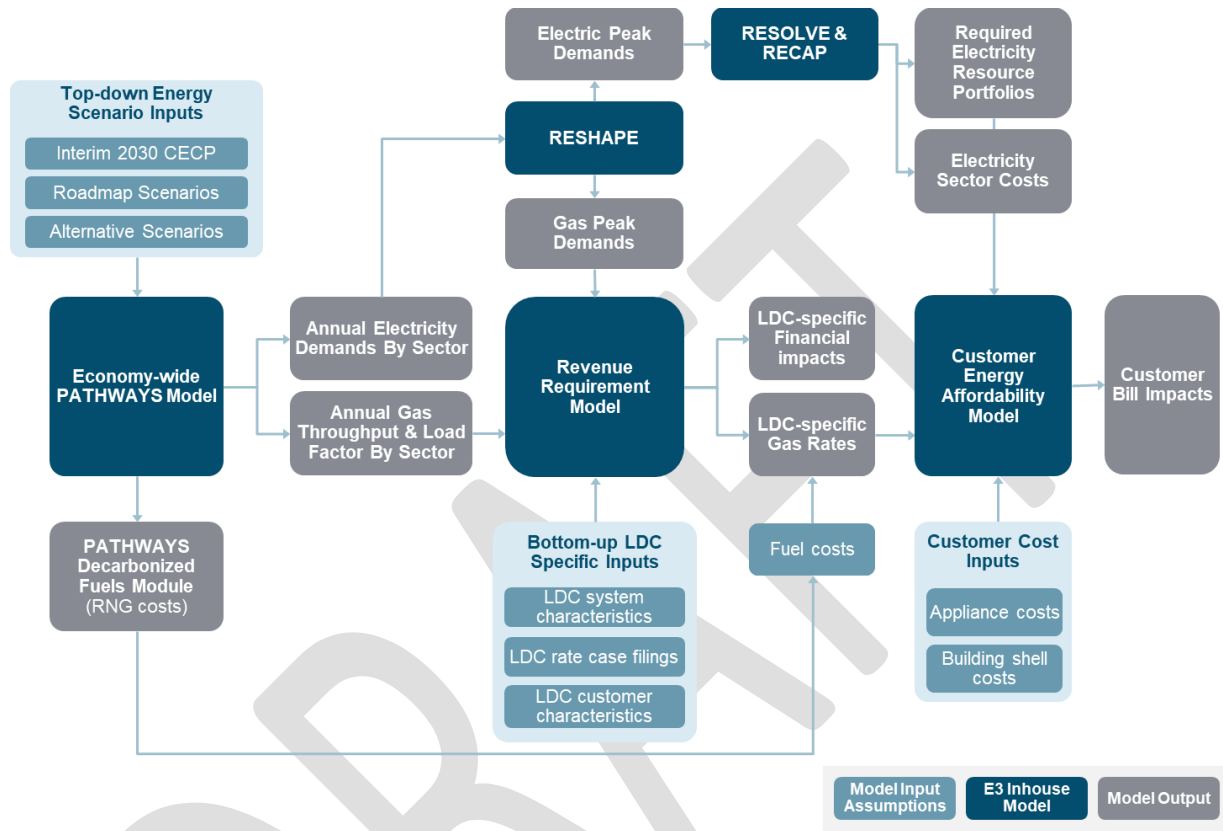 Electric Peak
Demands
RESOLVE &
RECAP
Required
Electricity
Resource
Portfolios
Top-down Energy
Scenario Inputs
Interim 2030 CECP
Roadmap Scenarios
Alternative Scenarios
RESHAPE
Electricity
Sector Costs
Gas Peak
Demands
Economy-wide
PATHWAYS Model
Annual Electricity
Demands By Sector
Annual Gas
Throughput & Load
Factor By Sector
Revenue
Requirement
Model
LDC-specific
Financial
impacts
LDC-specific
Gas Rates
Customer
Energy
Affordability
Model
Customer
Bill Impacts
PATHWAYS
Decarbonized
Fuels Module
(RNG costs)
Bottom-up LDC
Specific Inputs
LDC system
characteristics
LDC rate case filings
LDC customer
characteristics
Fuel costs
Customer Cost
Inputs
Appliance costs
Building shell
costs
Model Input
Assumptions
E3 Inhouse
Model
Model Output
DRAFT